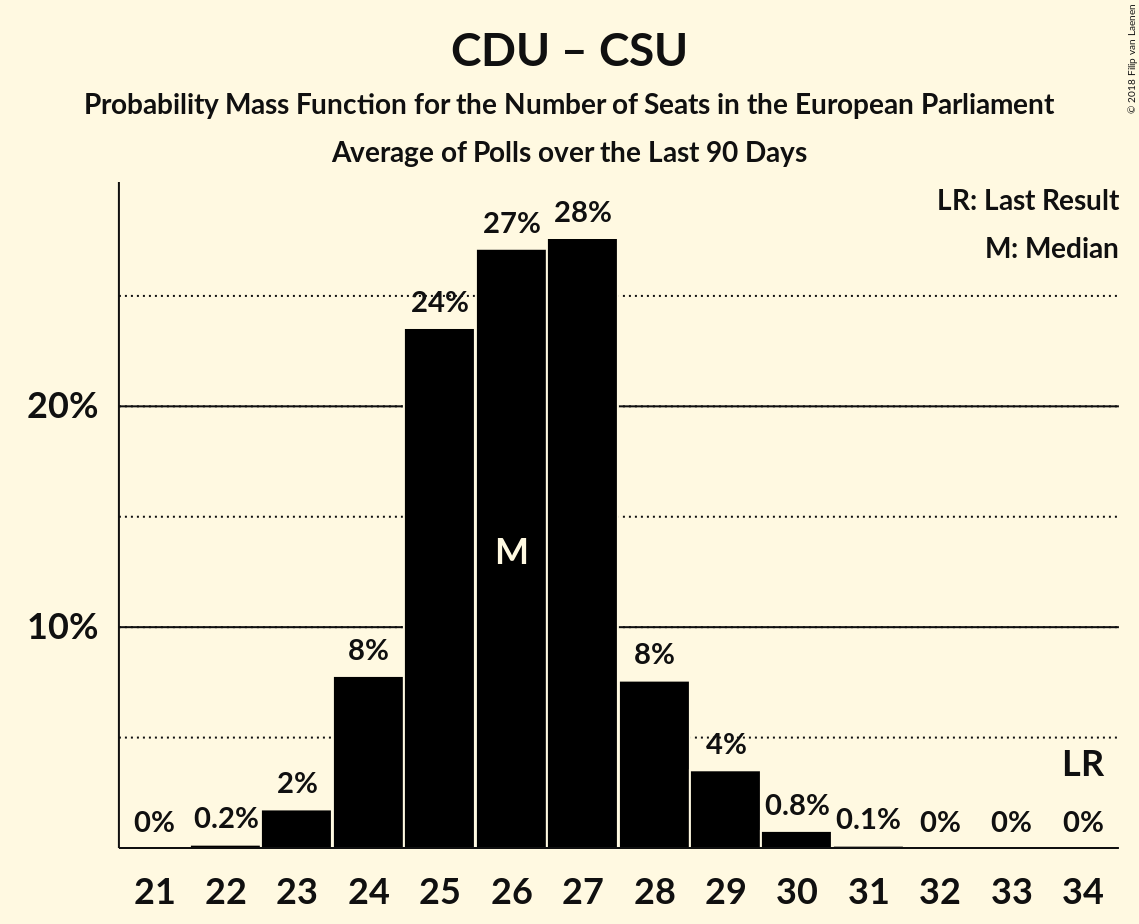 CDU – CSU
Probability Mass Function for the Number of Seats in the European Parliament
Average of Polls over the Last 90 Days
© 2018 Filip van Laenen
LR: Last Result
M: Median
27% 28%
24%
20%
M
10%
8% 8%
4%
LR
2%
0% 0.2% 0.8% 0.1% 0% 0% 0%
21 22 23 24 25 26 27 28 29 30 31 32 33 34